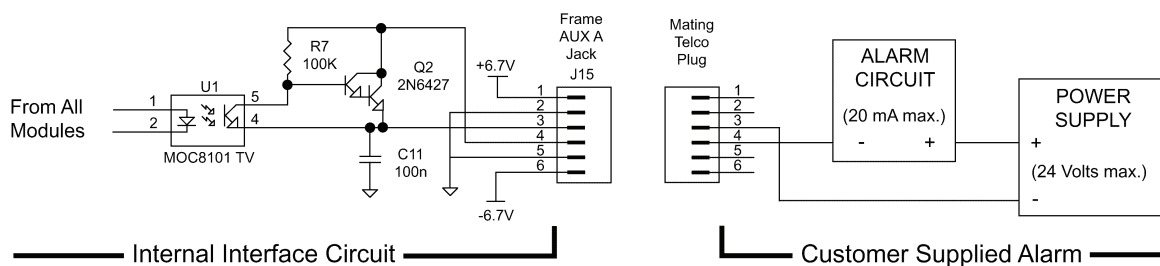 From All
Modules
1
2
U1
5
4
MOC8101 TV
R7
100K
Q2
2N6427
C11
100n
+6.7V
-6.7V
Frame
AUX A
Jack
J15
1
2
3
4
5
6
Internal Interface Circuit
Mating
Telco
Plug
1
2
3
4
5
6
ALARM
CIRCUIT
(20 mA max.)
- +
POWER
SUPPLY
+
(24 Volts max.)
-
Customer Supplied Alarm